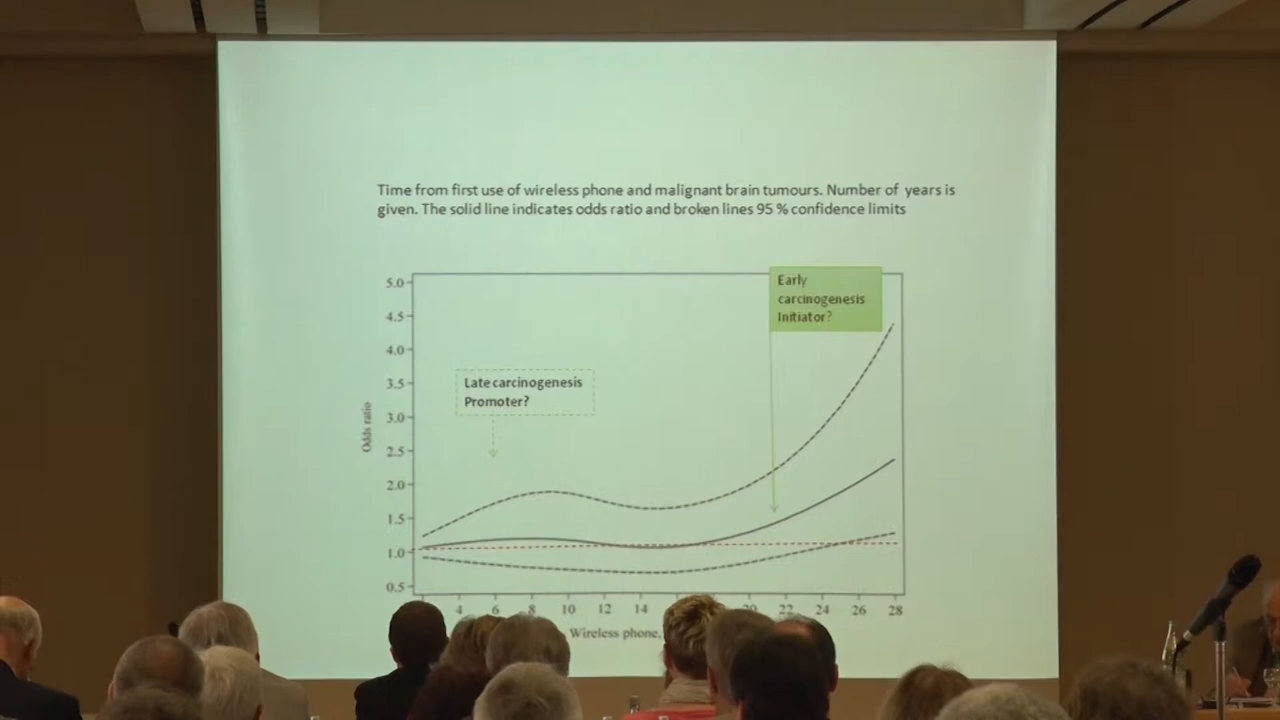 Time from first use of wireless phone and malignant brain tumours. Number of years is
given. The solid line indicates odds ratio and broken lines 95 % confidence limits
Early
carcinogenesis
Initiator?
Late carcinogenesis
Promoter?
Odds ratio
5.0
4.5
4.0
3.5
3.0
2.5
2.0
1.5
1.0
0.5
4 6 8 10 12 14 20 22 24 26 28
Wireless phone,